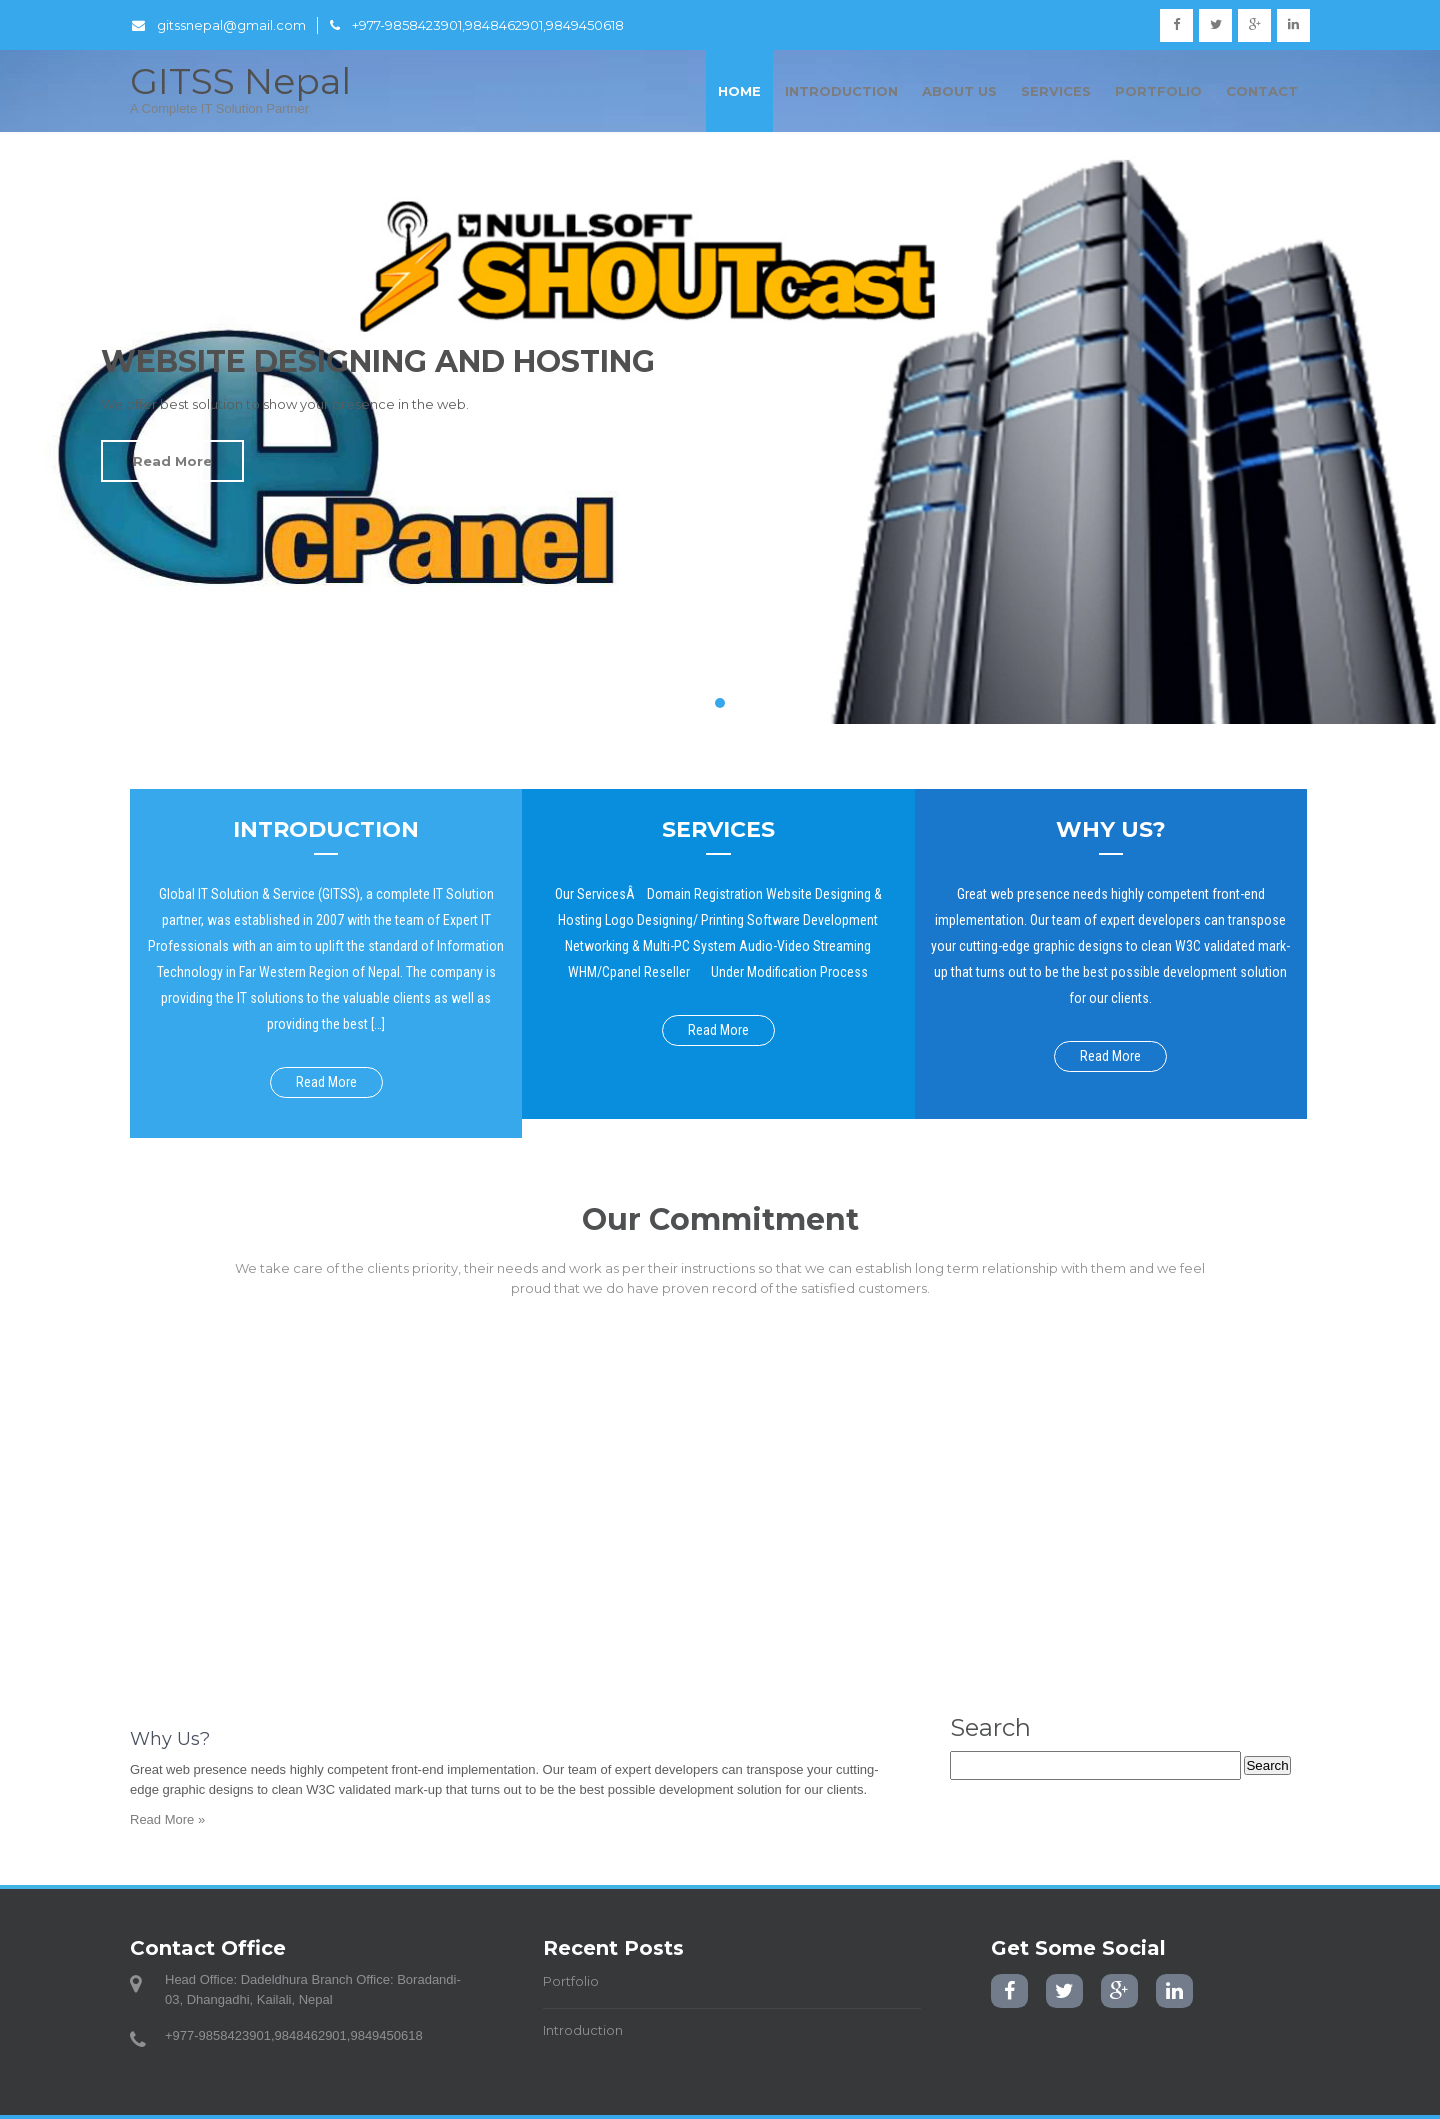 gitssnepal@gmail.com
+977-9858423901,9848462901,9849450618
GITSS Nepal
A Complete IT Solution Partner
HOME
INTRODUCTION
ABOUT US
SERVICES
PORTFOLIO
CONTACT
NULLSOFT
SHOUTcast
WEBSITE DESIGNING AND HOSTING
We offer best solution to show your presence in the web.
Read More
cPanel
INTRODUCTION
Global IT Solution & Service (GITSS), a complete IT Solution
partner, was established in 2007 with the team of Expert IT
Professionals with an aim to uplift the standard of Information
Technology in Far Western Region of Nepal. The company is
providing the IT solutions to the valuable clients as well as
providing the best [...]
Read More
SERVICES
Our ServicesÂ Domain Registration Website Designing &
Hosting Logo Designing/ Printing Software Development
Networking & Multi-PC System Audio-Video Streaming
WHM/Cpanel Reseller Under Modification Process
Read More
WHY US?
Great web presence needs highly competent front-end
implementation. Our team of expert developers can transpose
your cutting-edge graphic designs to clean W3C validated mark-
up that turns out to be the best possible development solution
for our clients.
Read More
Our Commitment
We take care of the clients priority, their needs and work as per their instructions so that we can establish long term relationship with them and we feel
proud that we do have proven record of the satisfied customers.
Why Us?
Great web presence needs highly competent front-end implementation. Our team of expert developers can transpose your cutting-
edge graphic designs to clean W3C validated mark-up that turns out to be the best possible development solution for our clients.
Read More »
Search
Search
Contact Office
Head Office: Dadeldhura Branch Office: Boradandi-
03, Dhangadhi, Kailali, Nepal
+977-9858423901,9848462901,9849450618
Recent Posts
Portfolio
Introduction
Get Some Social